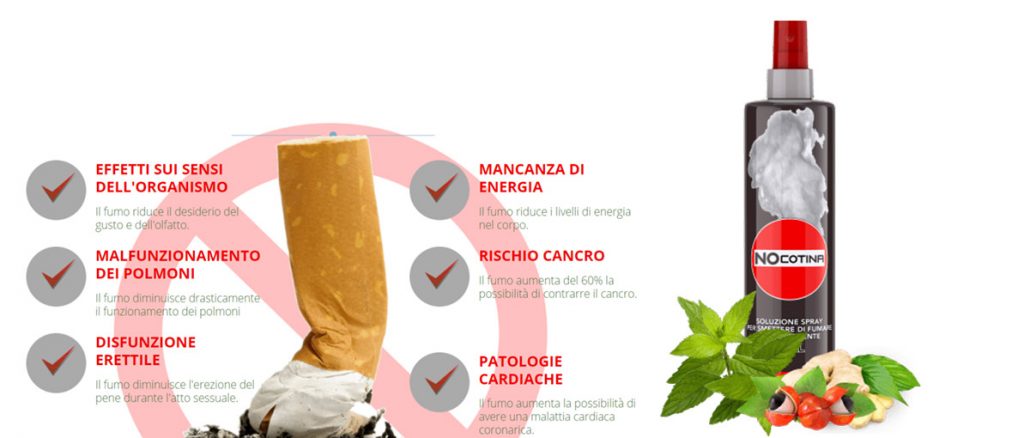 EFFETTI SUI SENSI
DELL'ORGANISMO
Il fumo riduce il desiderio del
gusto e dell'olfatto.
MALFUNZIONAMENTO
DEI POLMONI
Il fumo diminuisce drasticamente
il funzionamento dei polmoni
DISFUNZIONE
ERETTILE
Il fumo diminuisce l'erezione del
pene durante l'atto sessuale.
MANCANZA DI
ENERGIA
Il fumo riduce i livelli di energia
nel corpo.
RISCHIO CANCRO
Il fumo aumenta del 60% la
possibilità di contrarre il cancro.
PATOLOGIE
CARDIACHE
Il fumo aumenta la possibilità di
avere una malattia cardiaca
coronarica.
NOCOTINA
SOLUZIONE SPRAY
PER SMETTERE DI FUMARE